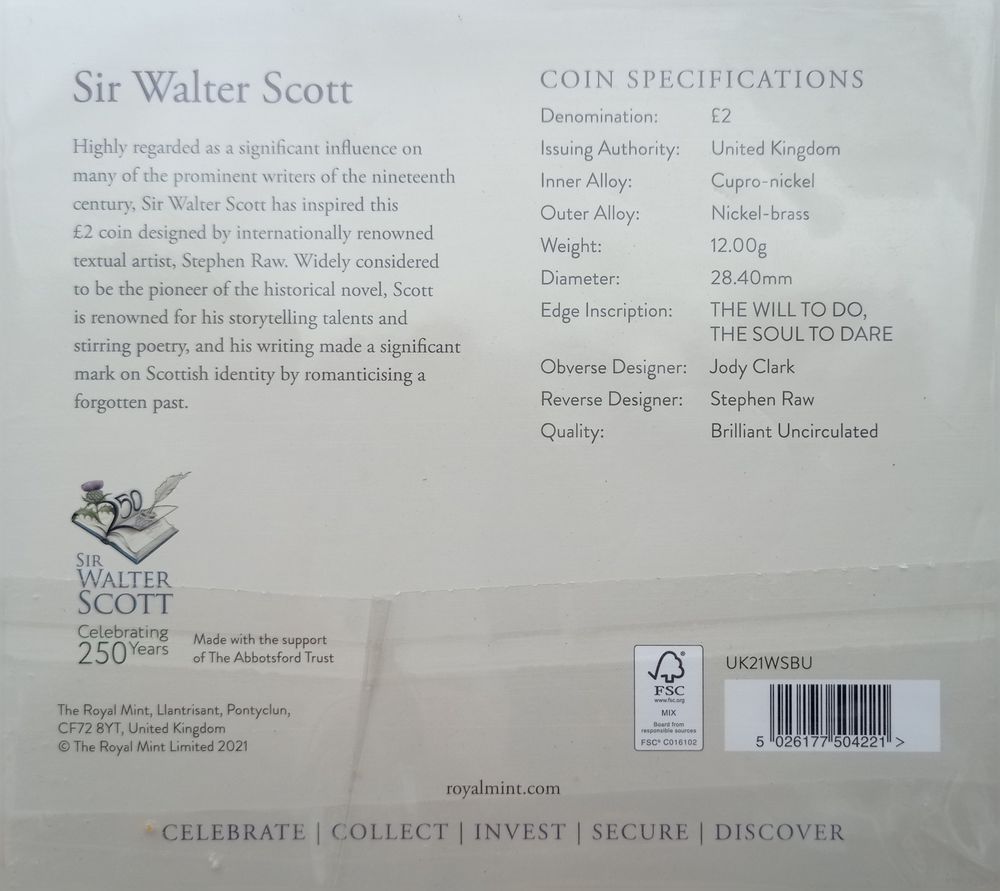 Sir Walter Scott
Highly regarded as a significant influence on
many of the prominent writers of the nineteenth
century, Sir Walter Scott has inspired this
£2 coin designed by internationally renowned
textual artist, Stephen Raw. Widely considered
to be the pioneer of the historical novel, Scott
is renowned for his storytelling talents and
stirring poetry, and his writing made a significant
mark on Scottish identity by romanticising a
forgotten past.
COIN SPECIFICATIONS
Denomination: £2
Issuing Authority: United Kingdom
Inner Alloy: Cupro-nickel
Outer Alloy: Nickel-brass
Weight: 12.00g
Diameter: 28.40mm
Edge Inscription: THE WILL TO DO,
THE SOUL TO DARE
Obverse Designer: Jody Clark
Reverse Designer: Stephen Raw
Quality: Brilliant Uncirculated
250
SIR
WALTER
SCOTT
Celebrating
250 Years
Made with the support
of The Abbotsford Trust
The Royal Mint, Llantrisant, Pontyclun,
CF72 8YT, United Kingdom
© The Royal Mint Limited 2021
FSC
www.fsc.org
MIX
Board from
responsible sources
FSC® C016102
UK21WSBU
5 026177 504221 >
royalmint.com
CELEBRATE | COLLECT | INVEST | SECURE | DISCOVER